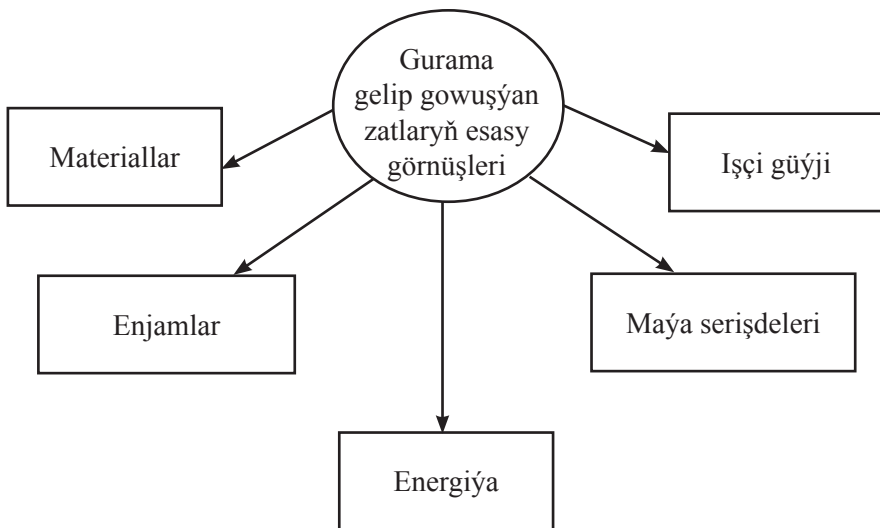 Gurama
gelip gowuşýan
zatlaryň esasy
görnüşleri
Materiallar
Işçi güýji
Enjamlar
Maýa serişdeleri
Energiýa